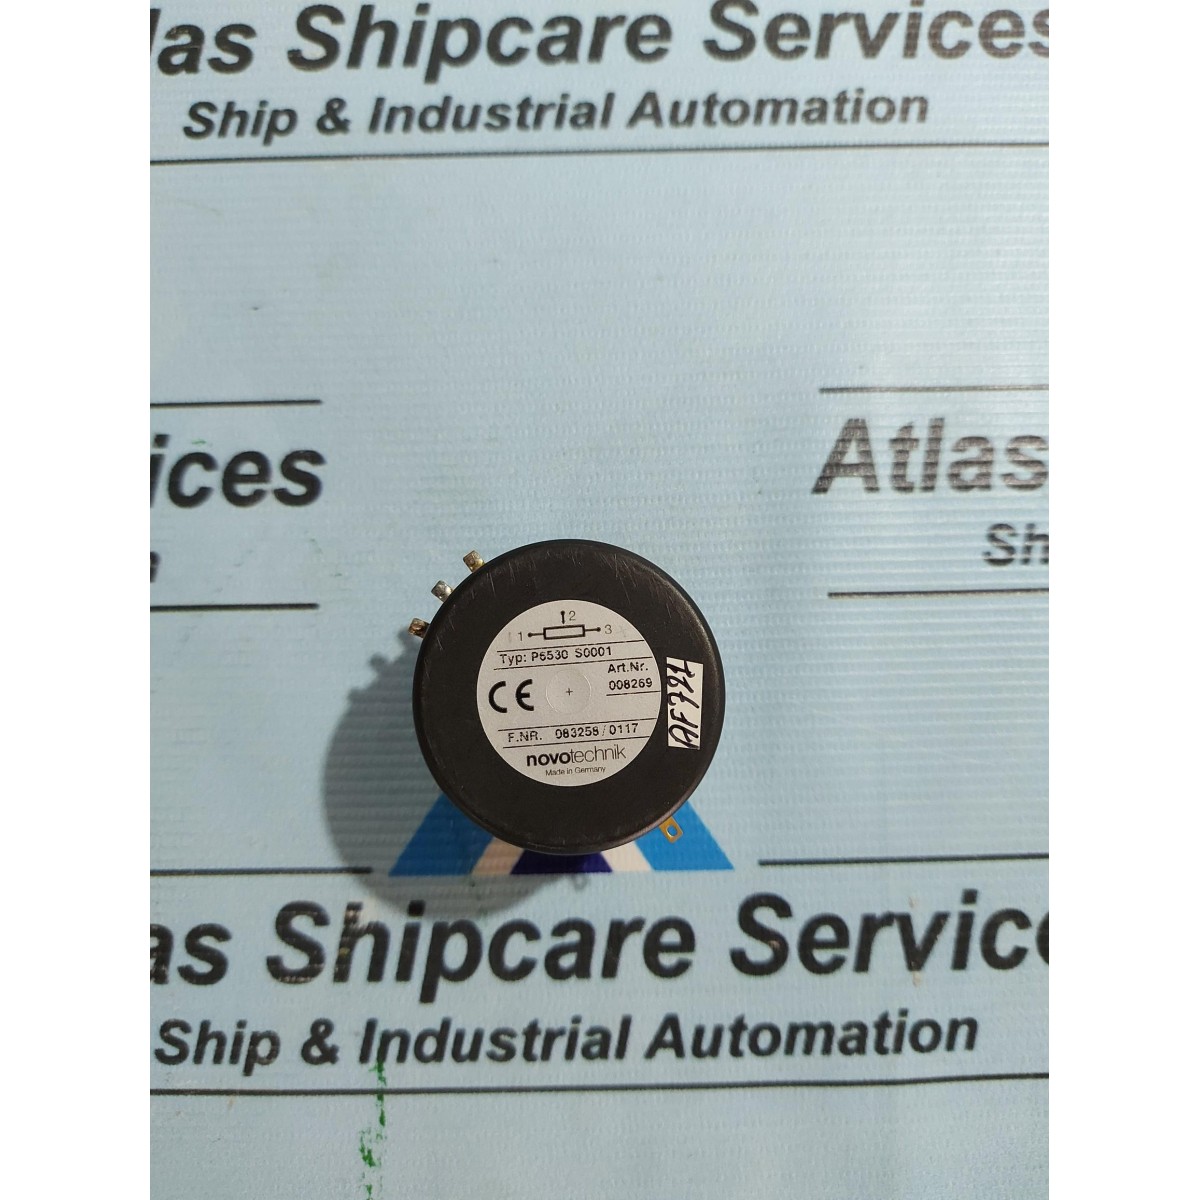 las Shipcare Services
Ship & Industrial Automation
ices
Atlas
Sh
2
1 3
Typ: P6530 S0001
Art.Nr.
008269
CE
F.NR. 083258/0117
novotechnik
Made in Germany
AF721
as Shipcare Service
Ship & Industrial Automation